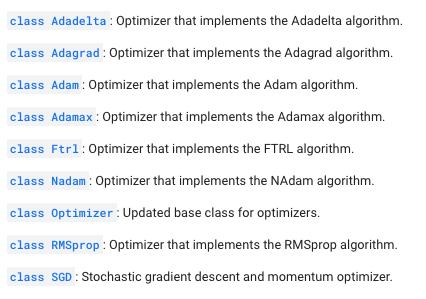 class Adadelta: Optimizer that implements the Adadelta algorithm.
class Adagrad: Optimizer that implements the Adagrad algorithm.
class Adam: Optimizer that implements the Adam algorithm.
class Adamax: Optimizer that implements the Adamax algorithm.
class Ftrl: Optimizer that implements the FTRL algorithm.
class Nadam: Optimizer that implements the NAdam algorithm.
class Optimizer: Updated base class for optimizers.
class RMSprop: Optimizer that implements the RMSprop algorithm.
class SGD: Stochastic gradient descent and momentum optimizer.